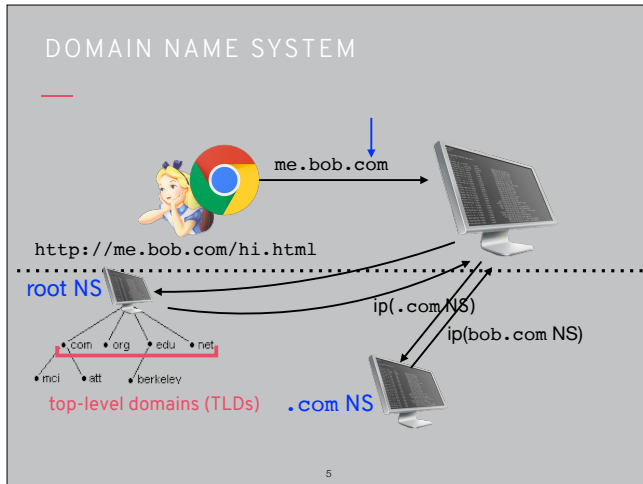 DOMAIN NAME SYSTEM
me.bob.com
http://me.bob.com/hi.html
root NS
ip(.com NS)
ip(bob.com NS)
com org edu net
mci att berkeley
top-level domains (TLDs)
.com NS
5